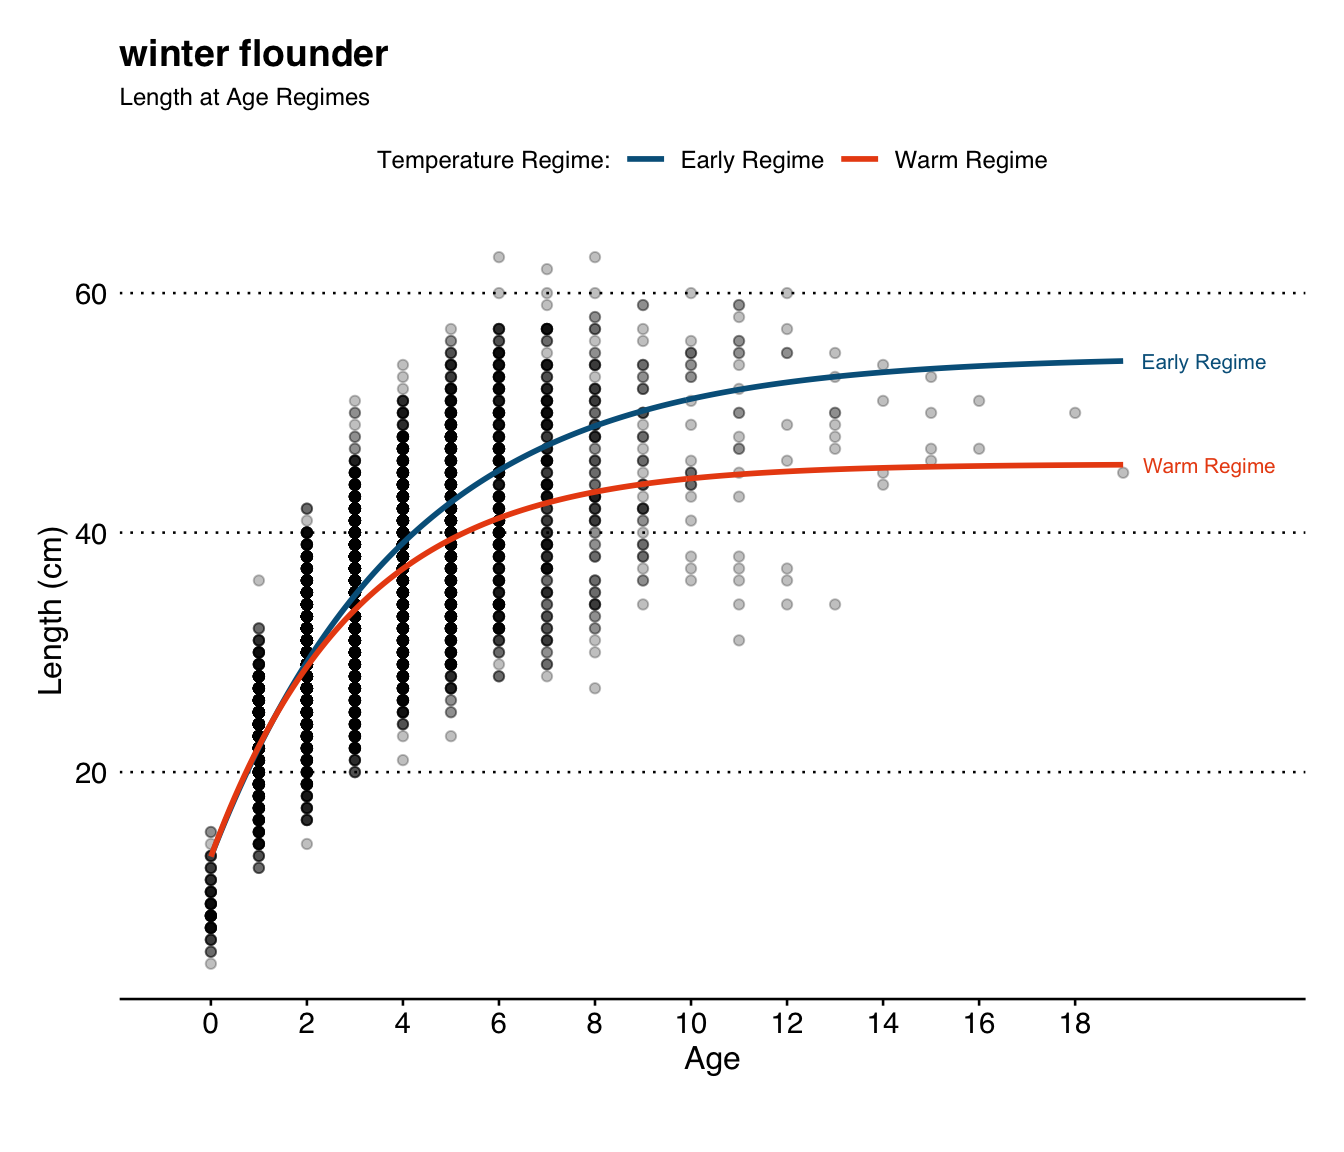 winter flounder
Length at Age Regimes
Temperature Regime: Early Regime Warm Regime
60
Early Regime
Warm Regime
40
Length (cm)
20
0 2 4 6 8 10 12 14 16 18
Age